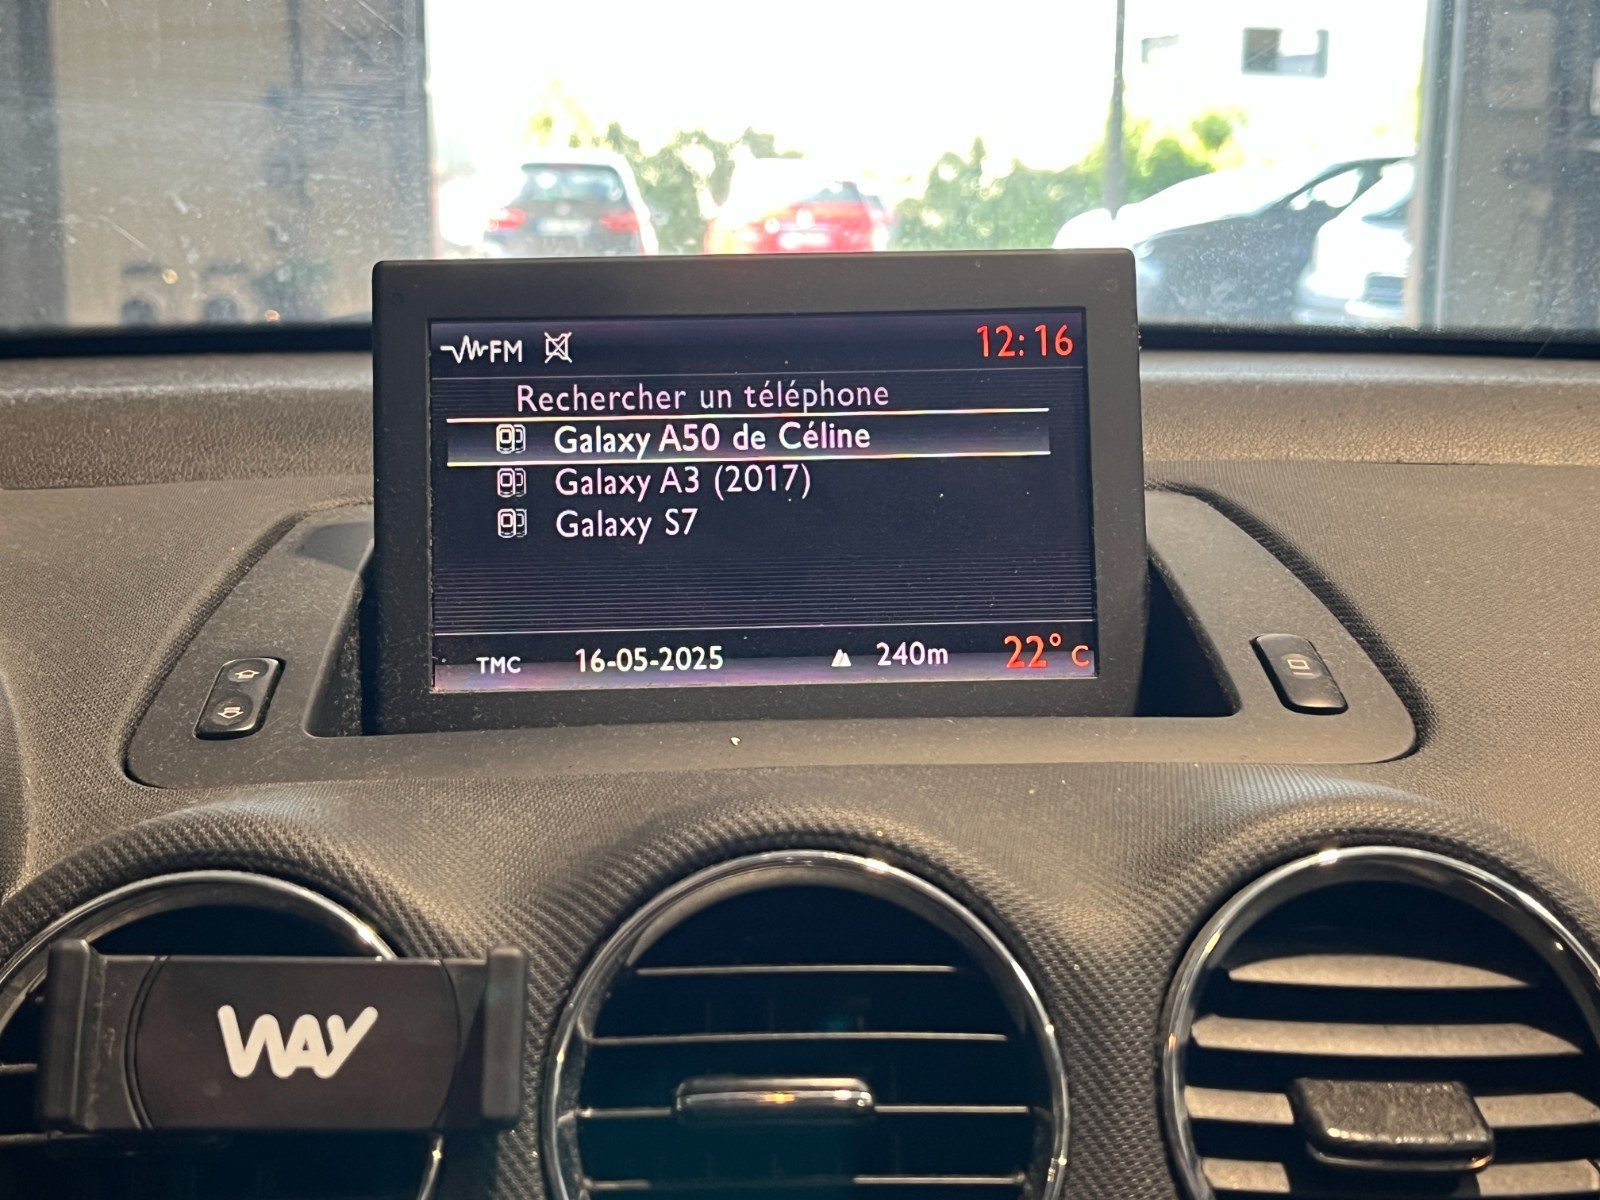 FM 12:16
Rechercher un téléphone
Galaxy A50 de Céline
Galaxy A3 (2017)
Galaxy S7
TMC 16-05-2025 240m 22° C
WAY